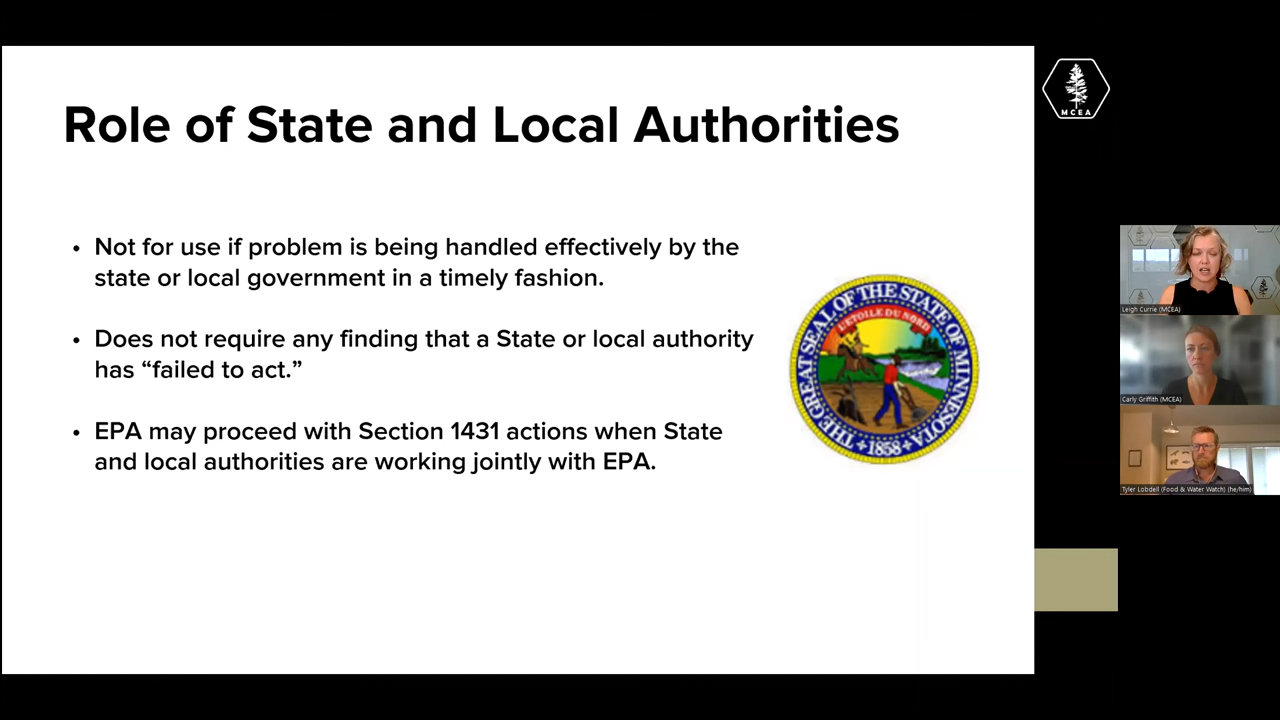 Role of State and Local Authorities
• Not for use if problem is being handled effectively by the
state or local government in a timely fashion.
• Does not require any finding that a State or local authority
has “failed to act.”
• EPA may proceed with Section 1431 actions when State
and local authorities are working jointly with EPA.
THE GREAT SEAL OF THE STATE OF MINNESOTA
L'ETOILE DU NORD
1858
MCEA
Leigh Currie (MCEA)
Carly Griffith (MCEA)
Tyler Lobdell (Food & Water Watch) (he/him)